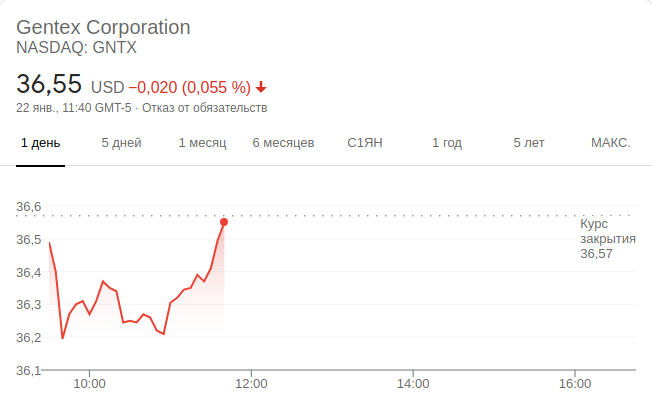 Gentex Corporation
NASDAQ: GNTX
36,55 USD −0,020 (0,055 %)
22 янв., 11:40 GMT-5 · Отказ от обязательств
1 день 5 дней 1 месяц 6 месяцев С1ЯН 1 год 5 лет МАКС.
36,6
36,5
36,4
36,3
36,2
36,1
Курс
закрытия
36,57
10:00 12:00 14:00 16:00